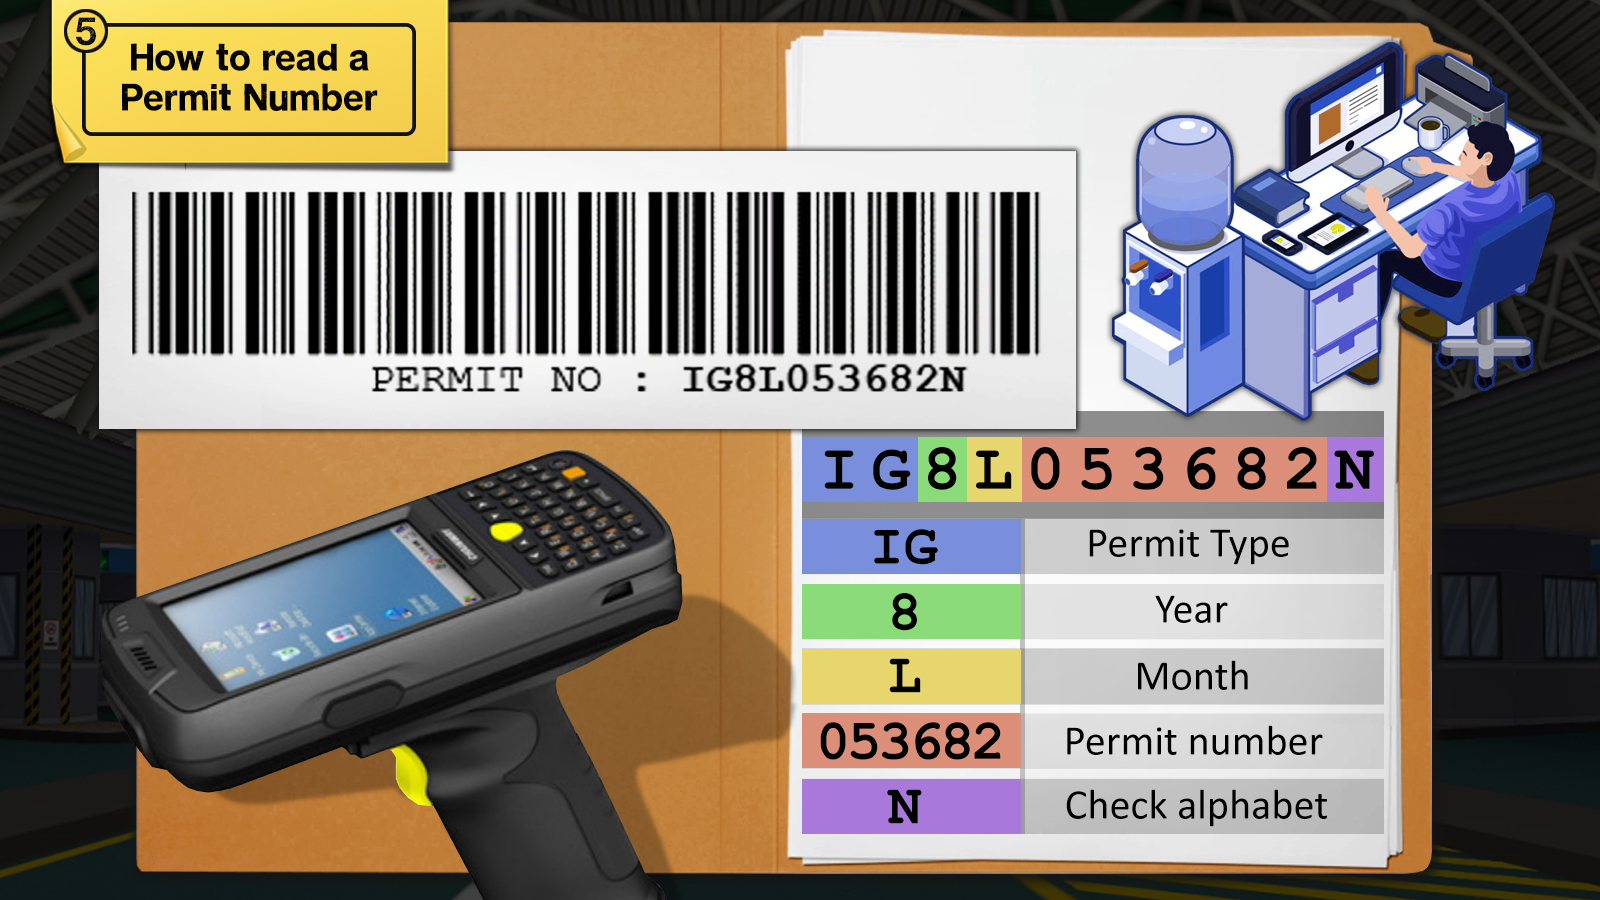 5
How to read a
Permit Number
PERMIT NO : IG8L053682N
IG8L053682N
IG Permit Type
8 Year
L Month
053682 Permit number
N Check alphabet